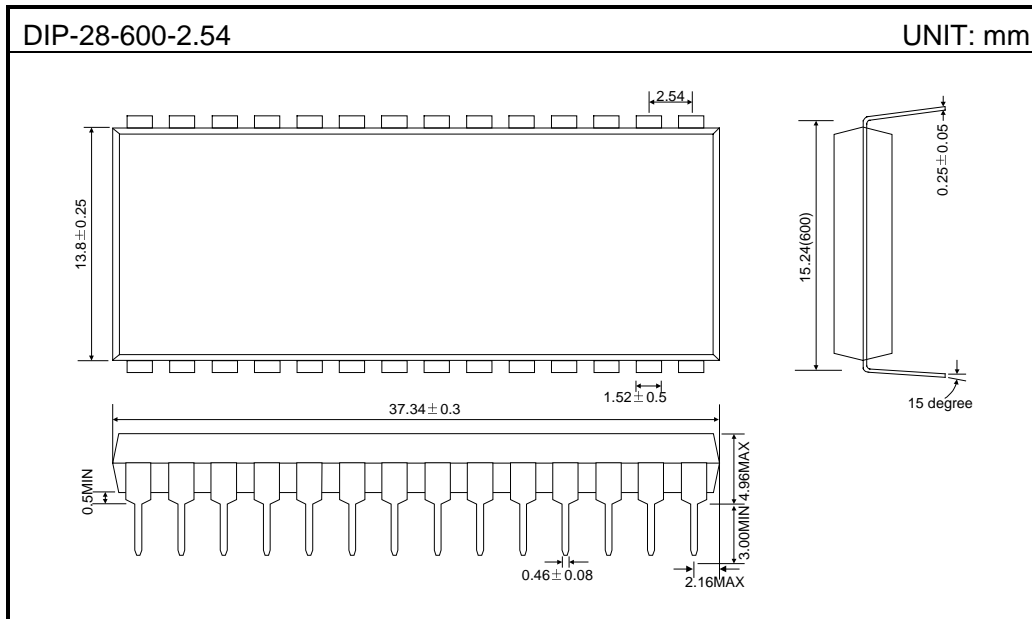 DIP-28-600-2.54 UNIT: mm
2.54
0.25±0.05
13.8±0.25
15.24(600)
1.52±0.5
15 degree
37.34±0.3
0.5MIN
4.96MAX
3.00MIN
0.46±0.08
2.16MAX